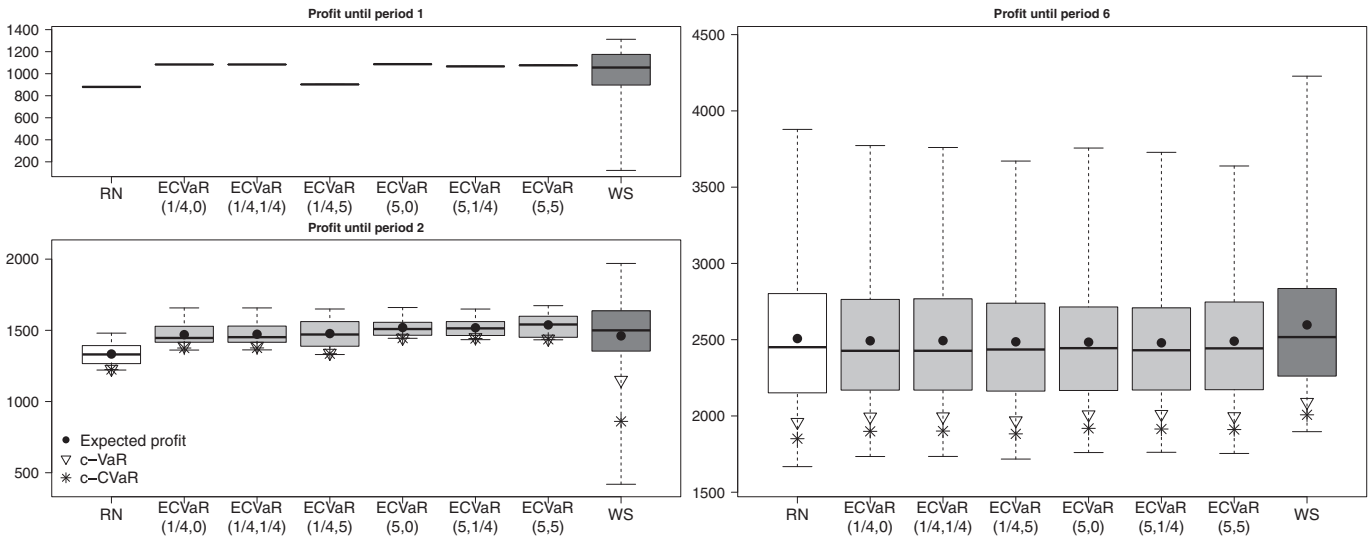 Profit until period 1
1400
1200
1000
800
600
400
200
RN ECVaR ECVaR ECVaR ECVaR ECVaR ECVaR WS
(1/4,0) (1/4,1/4) (1/4,5) (5,0) (5,1/4) (5,5)
Profit until period 2
2000
1500
1000
500
Expected profit
c−VaR
c−CVaR
RN ECVaR ECVaR ECVaR ECVaR ECVaR ECVaR WS
(1/4,0) (1/4,1/4) (1/4,5) (5,0) (5,1/4) (5,5)
Profit until period 6
4500
4000
3500
3000
2500
2000
1500
RN ECVaR ECVaR ECVaR ECVaR ECVaR ECVaR WS
(1/4,0) (1/4,1/4) (1/4,5) (5,0) (5,1/4) (5,5)